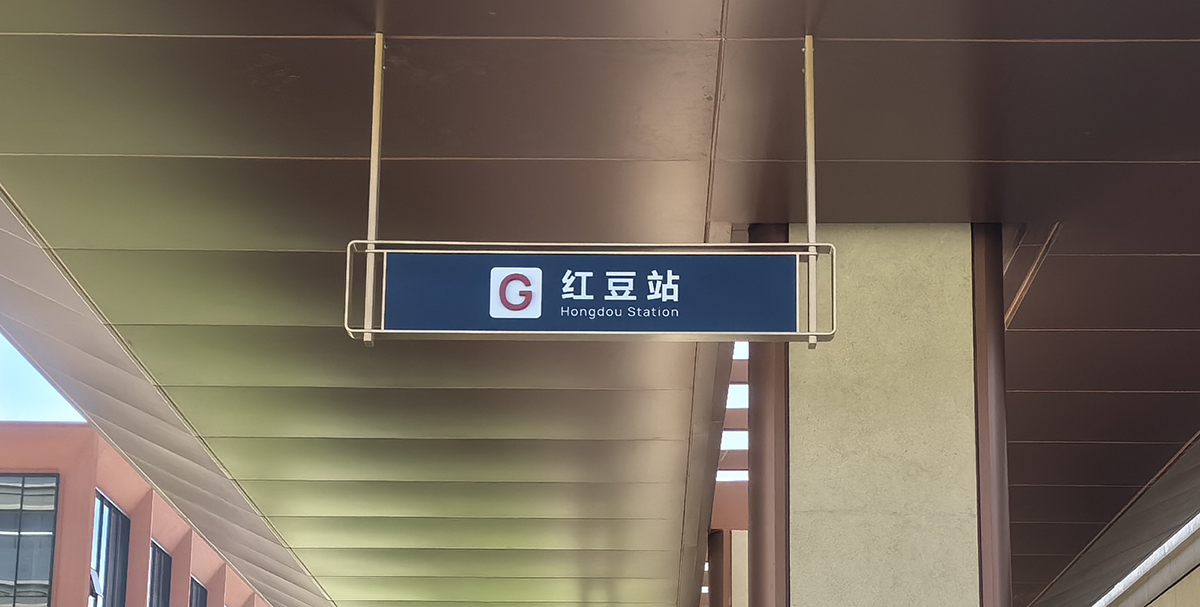 G
红豆站
Hongdou Station